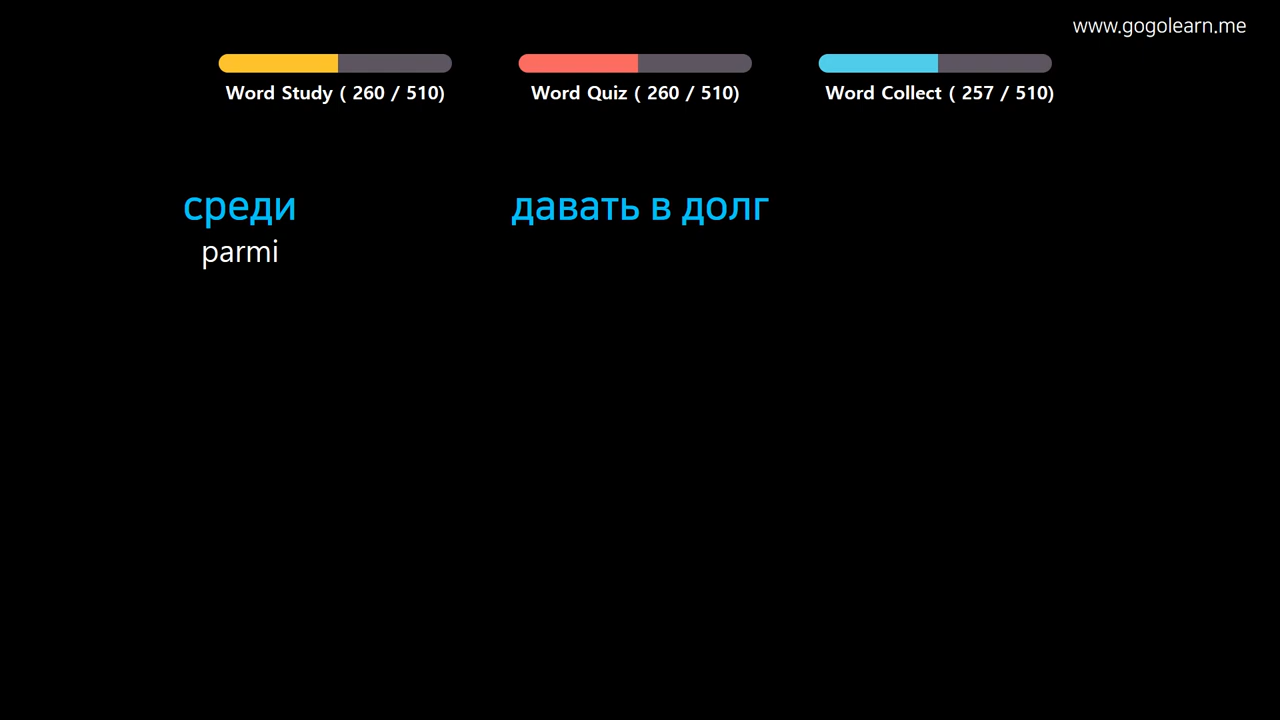 www.gogolearn.me
Word Study ( 260 / 510)
Word Quiz ( 260 / 510)
Word Collect ( 257 / 510)
среди
parmi
давать в долг